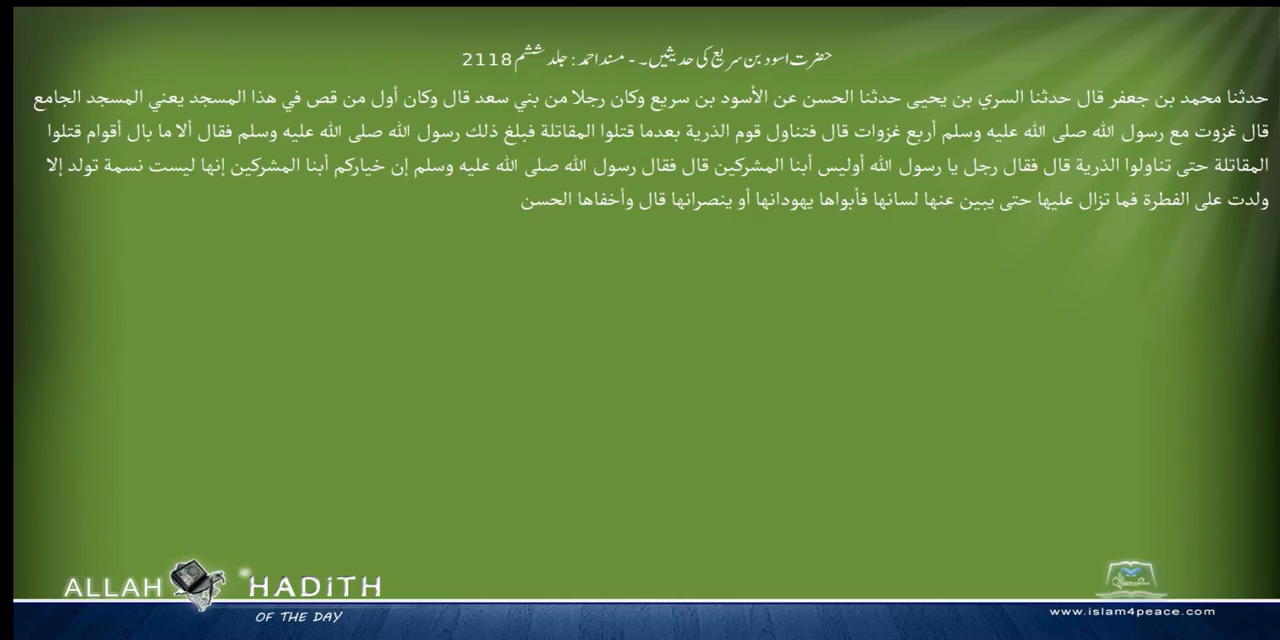 حضرت اسود بن سریع کی حدیثیں۔ - مسند احمد: جلد ششم 2118
حدثنا محمد بن جعفر قال حدثنا السري بن يحيى حدثنا الحسن عن الأسود بن سريع وكان رجلا من بني سعد قال وكان أول من قص في هذا المسجد يعني المسجد الجامع
قال غزوت مع رسول الله صلى الله عليه وسلم أربع غزوات قال فتناول قوم الذرية بعدما قتلوا المقاتلة فبلغ ذلك رسول الله صلى الله عليه وسلم فقال ألا ما بال أقوام قتلوا
المقاتلة حتى تناولوا الذرية قال فقال رجل يا رسول الله أوليس أبنا المشركين قال فقال رسول الله صلى الله عليه وسلم إن خياركم أبنا المشركين إنها ليست نسمة تولد إلا
ولدت على الفطرة فما تزال عليها حتى يبين عنها لسانها فأبواها يهودانها أو ينصرانها قال وأخفاها الحسن
ALLAH HADITH
OF THE DAY
www.islam4peace.com